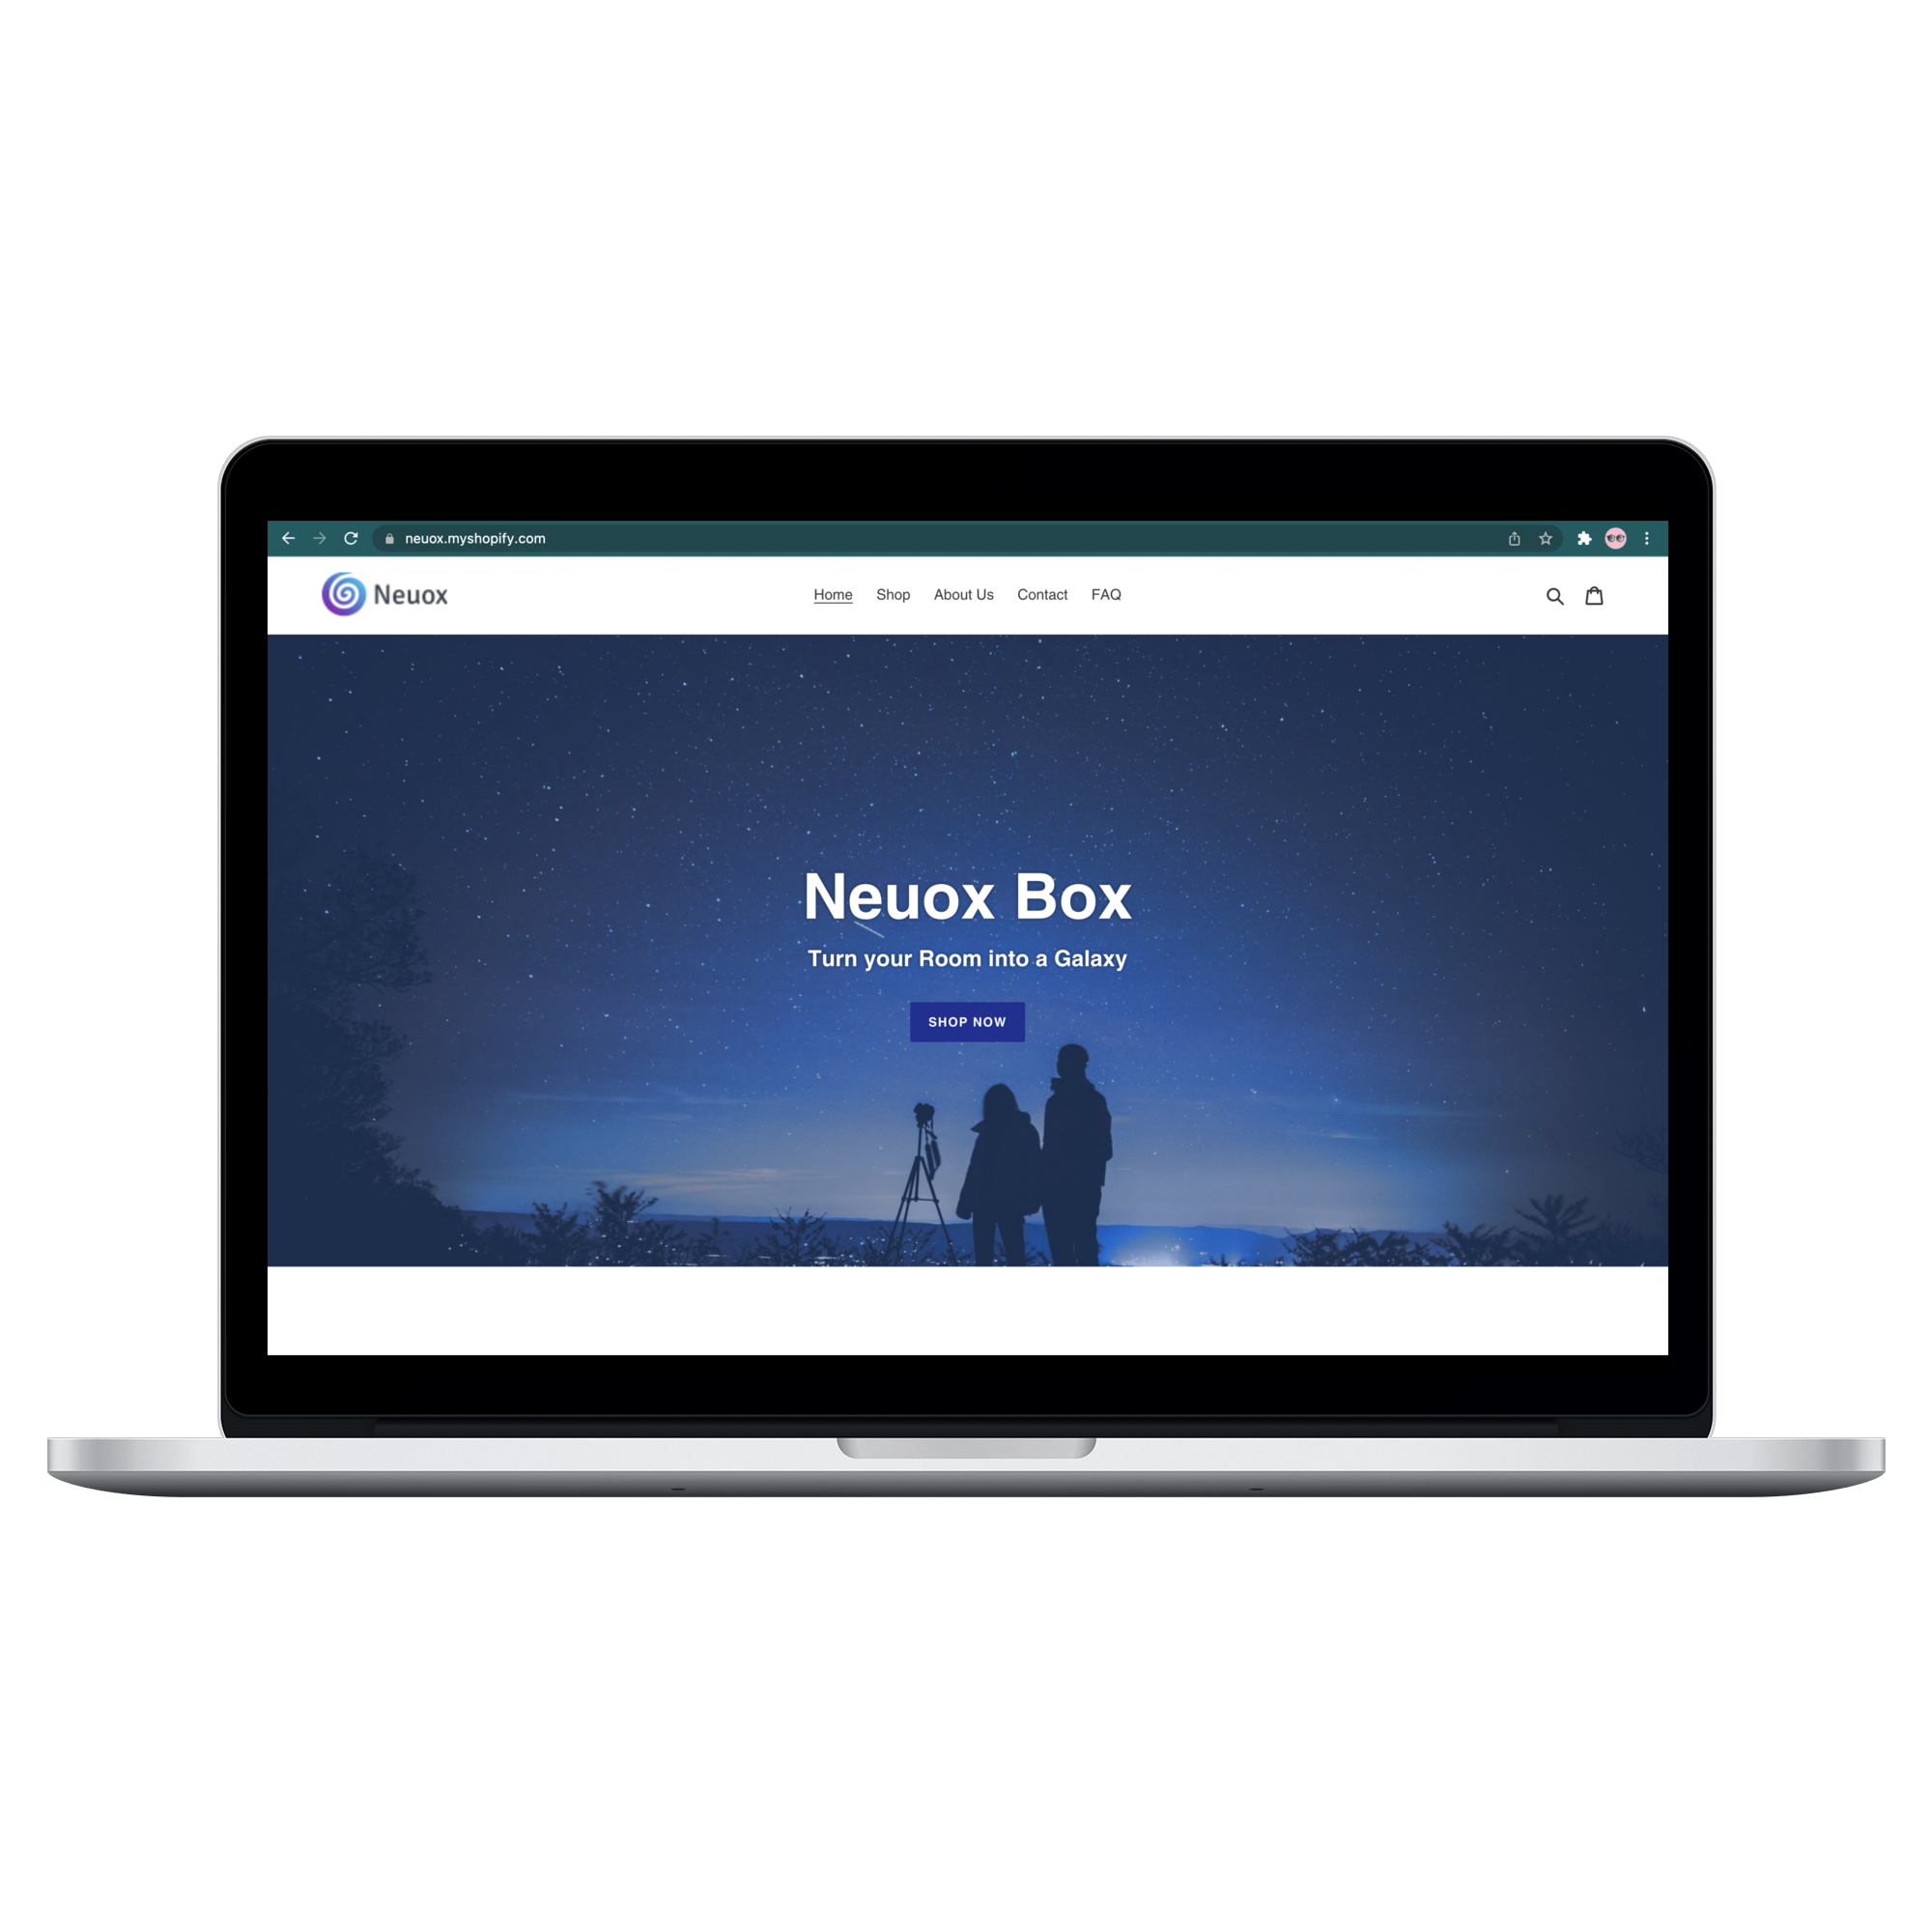 neuox.myshopify.com
Neuox
Home Shop About Us Contact FAQ
Neuox Box
Turn your Room into a Galaxy
SHOP NOW